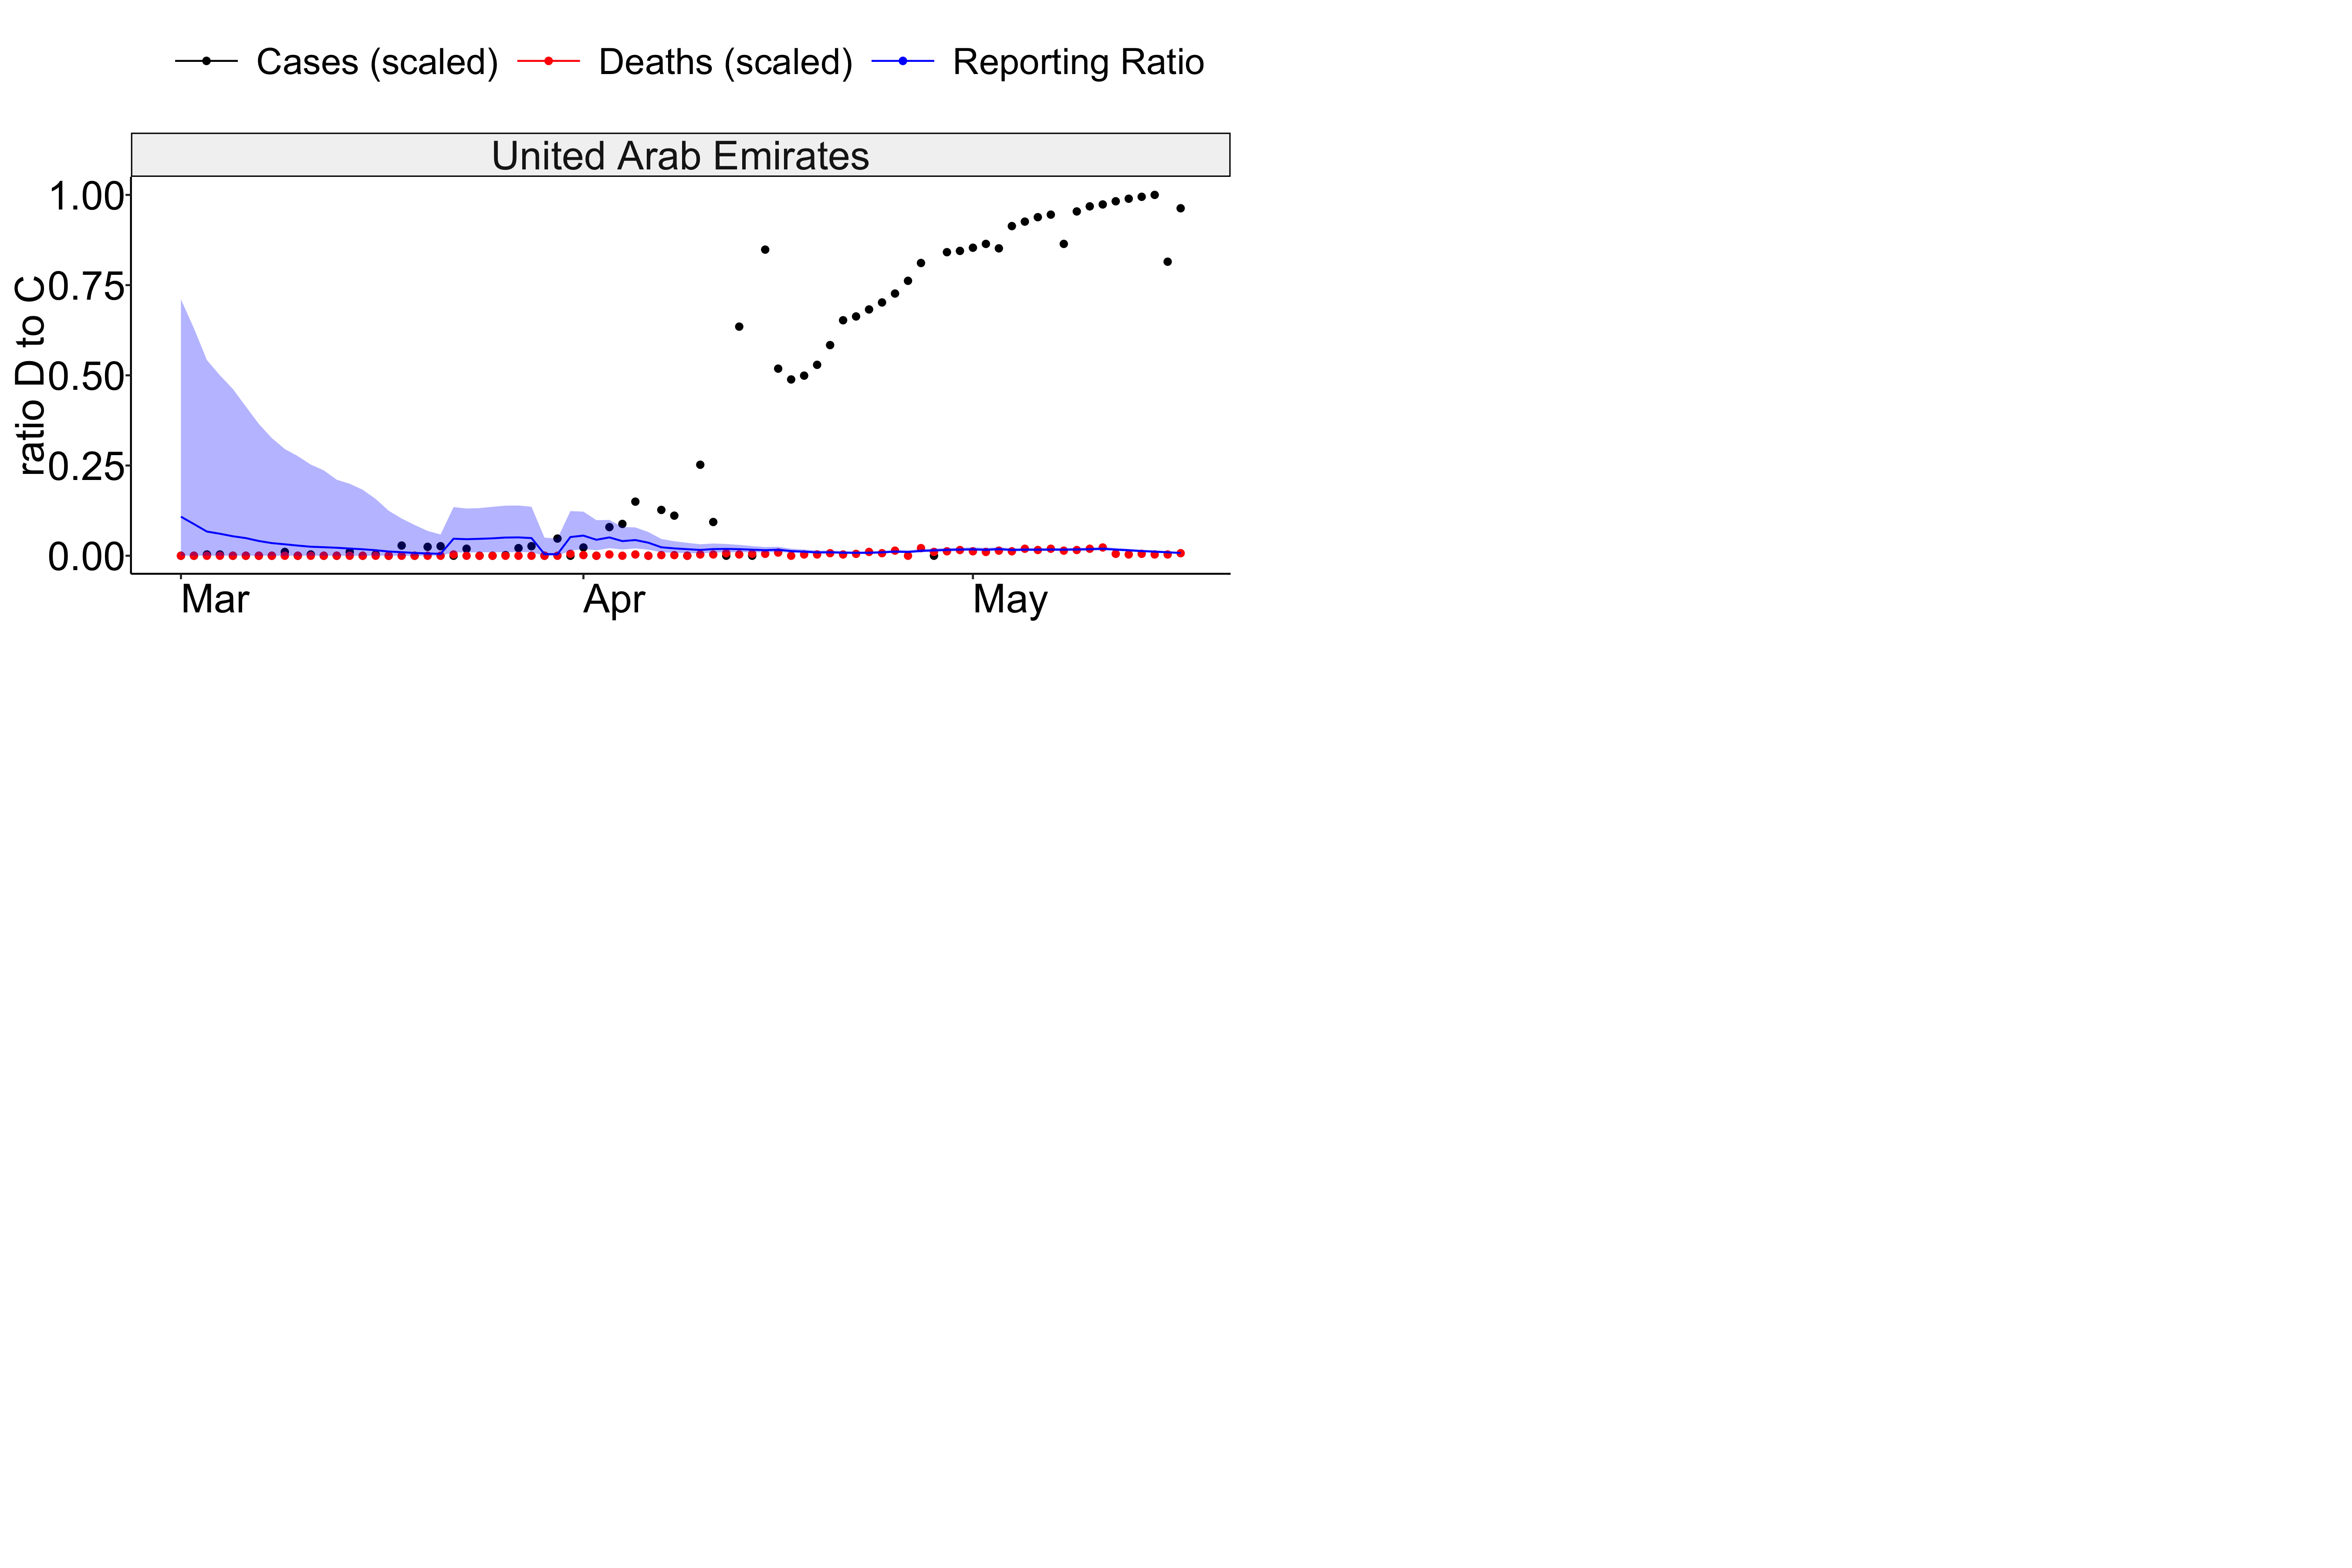 Cases (scaled) Deaths (scaled) Reporting Ratio
United Arab Emirates
ratio D to C
1.00
0.75
0.50
0.25
0.00
Mar Apr May